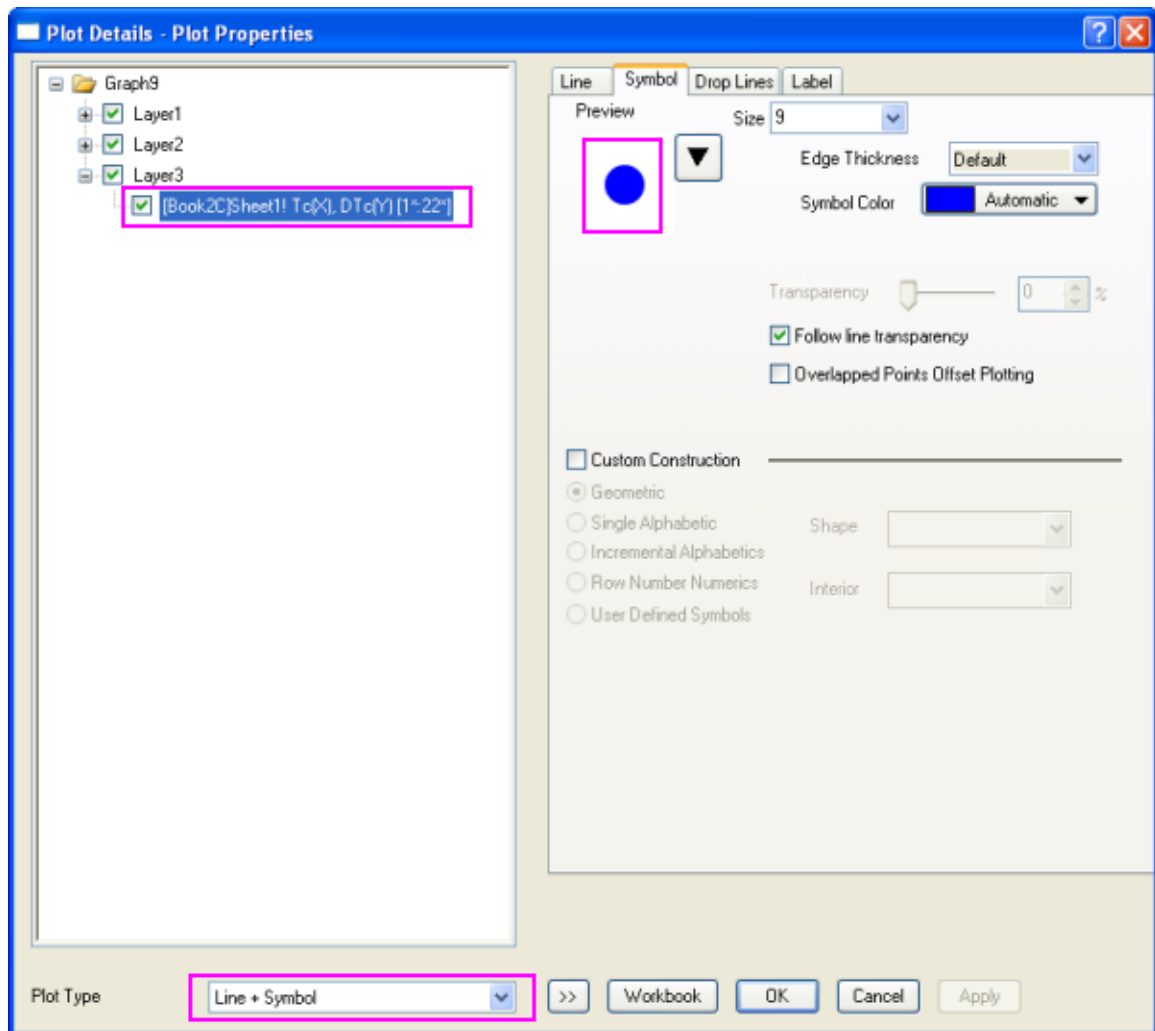 Plot Details - Plot Properties
Graph9
Layer1
Layer2
Layer3
[Book2C]Sheet1! Tc(X), DTc(Y) [1*:22*]
Line Symbol Drop Lines Label
Preview
Size 9
Edge Thickness Default
Symbol Color Automatic
Transparency 0 %
Follow line transparency
Overlapped Points Offset Plotting
Custom Construction
Geometric
Single Alphabetic
Shape
Incremental Alphabetics
Row Number Numerics
Interior
User Defined Symbols
Plot Type Line + Symbol >> Workbook OK Cancel Apply